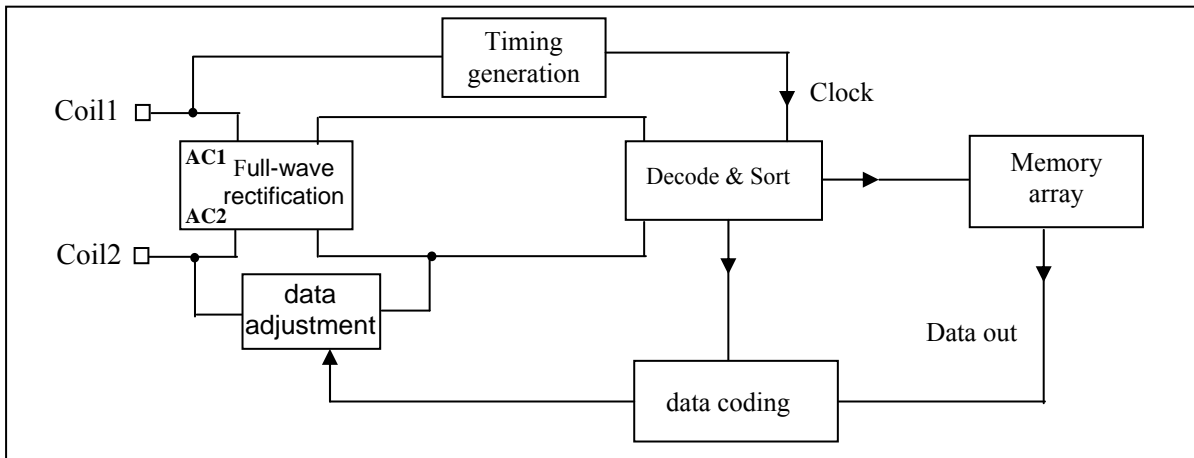 Timing
generation
Clock
Coil1
AC1
Full-wave
rectification
AC2
Decode & Sort
Memory
array
Coil2
data
adjustment
Data out
data coding